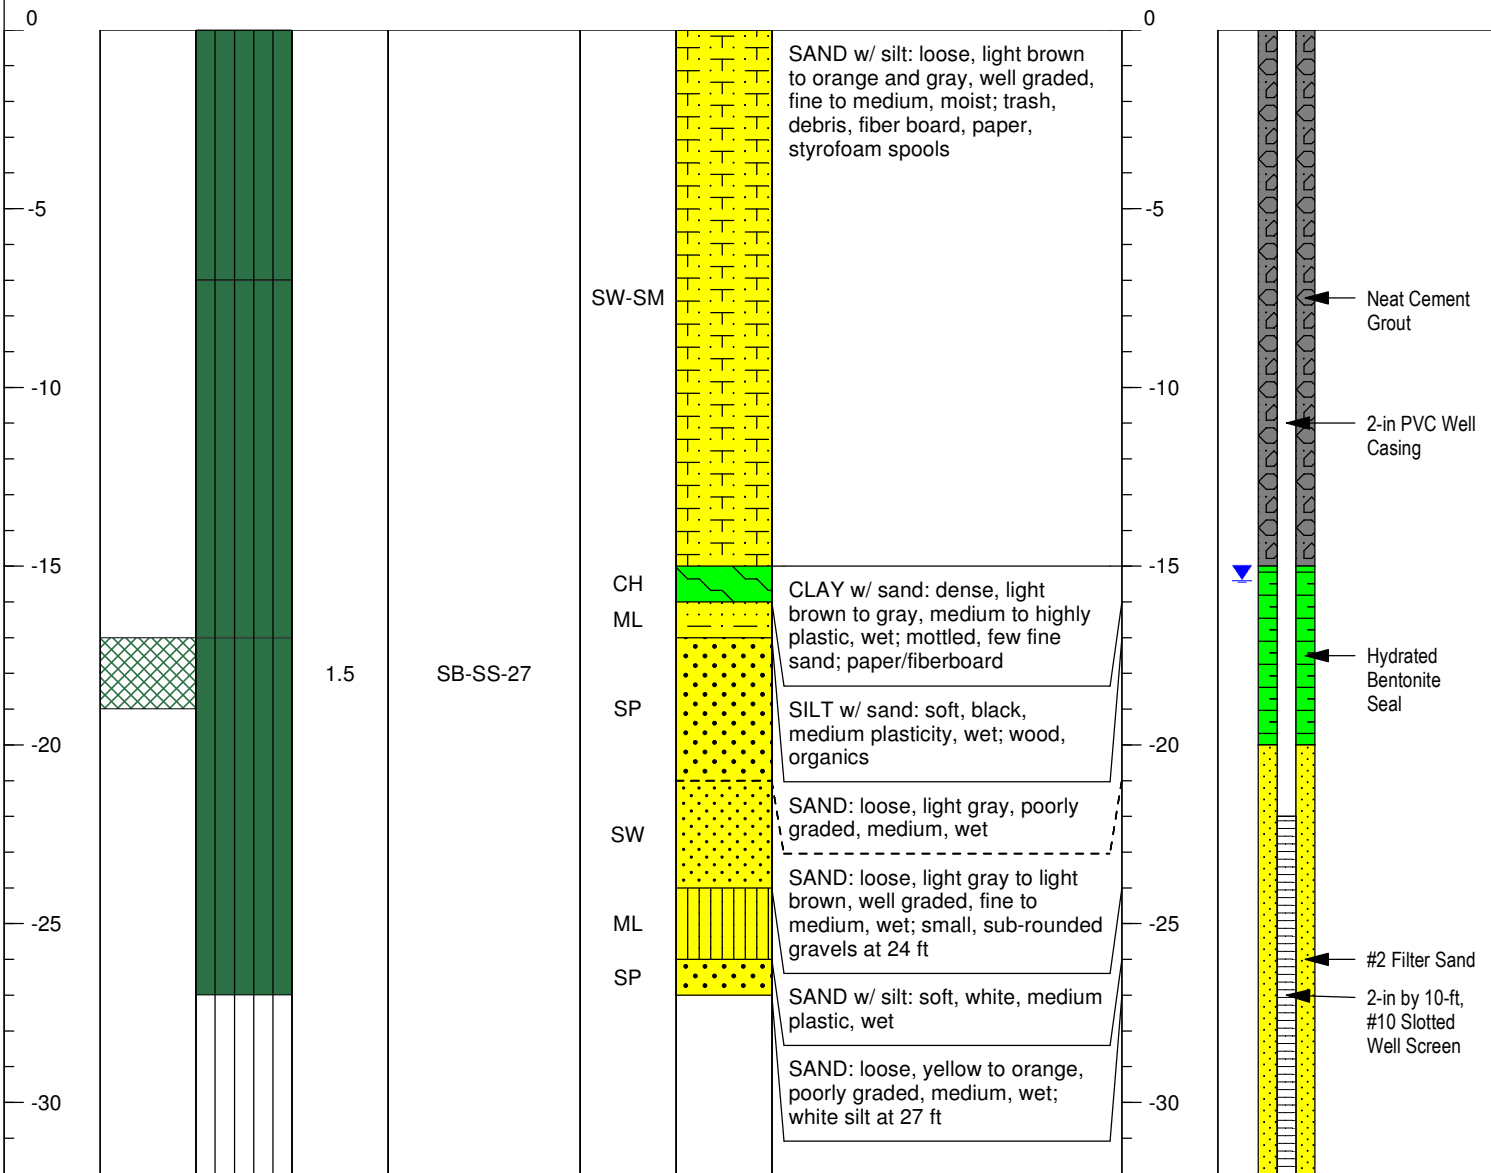 0
0
SAND w/ silt: loose, light brown
to orange and gray, well graded,
fine to medium, moist; trash,
debris, fiber board, paper,
styrofoam spools
-5
-5
SW-SM
Neat Cement
Grout
-10
-10
2-in PVC Well
Casing
-15
-15
CH
CLAY w/ sand: dense, light
brown to gray, medium to highly
plastic, wet; mottled, few fine
sand; paper/fiberboard
ML
1.5
SB-SS-27
Hydrated
Bentonite
Seal
SP
SILT w/ sand: soft, black,
medium plasticity, wet; wood,
organics
-20
-20
SAND: loose, light gray, poorly
graded, medium, wet
SW
SAND: loose, light gray to light
brown, well graded, fine to
medium, wet; small, sub-rounded
gravels at 24 ft
-25
ML
-25
#2 Filter Sand
SP
SAND w/ silt: soft, white, medium
plastic, wet
2-in by 10-ft,
#10 Slotted
Well Screen
SAND: loose, yellow to orange,
poorly graded, medium, wet;
white silt at 27 ft
-30
-30